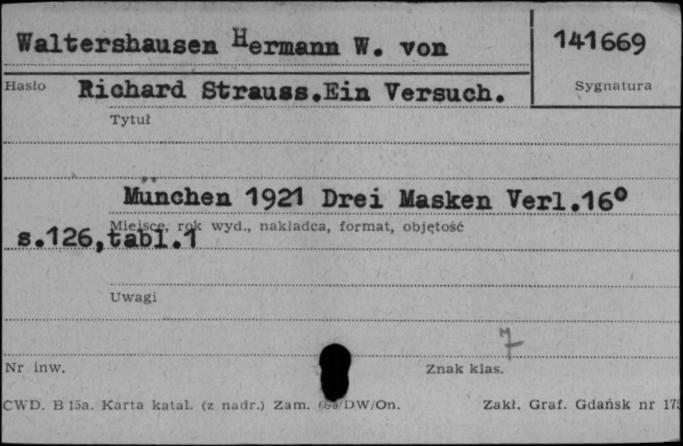 Waltershausen Hermann W. von
141669
Hasło
Richard Strauss.Ein Versuch.
Sygnatura
Tytuł
München 1921 Drei Masken Verl.16°
Miejsce, rok wyd., nakładca, format, objętość
s.126,tabl.1
Uwagi
7
Nr inw.
Znak klas.
CWD. B 15a. Karta katal. (z nadr.) Zam. /DW/On.
Zakł. Graf. Gdańsk nr 175